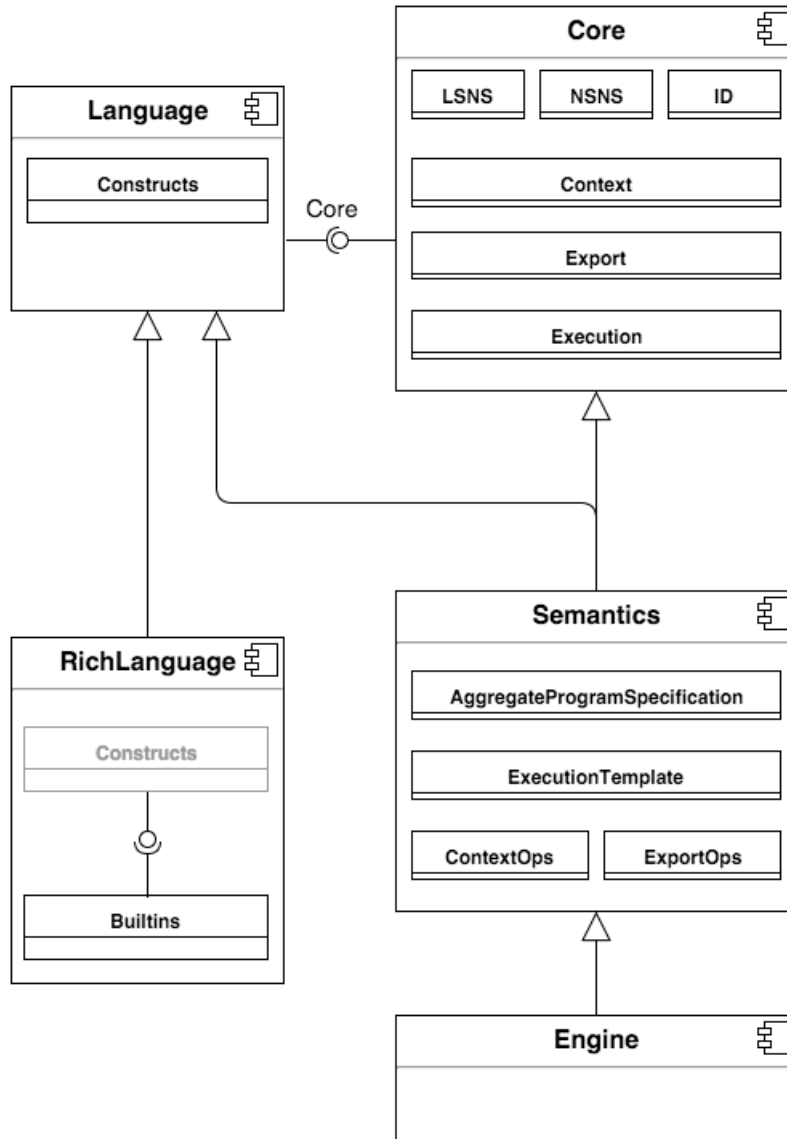 Core
LSNS
NSNS
ID
Language
Constructs
Context
Core
Export
Execution
Semantics
RichLanguage
AggregateProgramSpecification
Constructs
ExecutionTemplate
ContextOps
ExportOps
Builtins
Engine